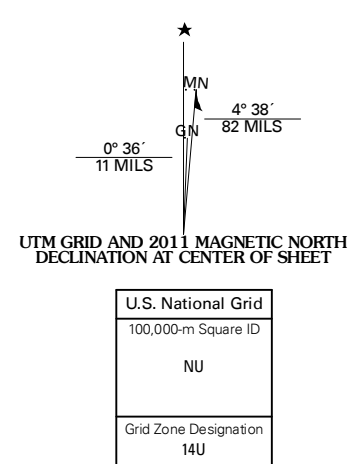 ★
MN
4° 38´
82 MILS
GN
0° 36´
11 MILS
UTM GRID AND 2011 MAGNETIC NORTH
DECLINATION AT CENTER OF SHEET
U.S. National Grid
100,000-m Square ID
NU
Grid Zone Designation
14U